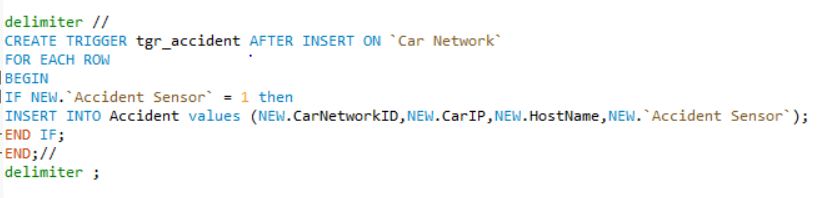 delimiter //
CREATE TRIGGER tgr_accident AFTER INSERT ON `Car Network`
FOR EACH ROW
BEGIN
IF NEW.`Accident Sensor` = 1 then
INSERT INTO Accident values (NEW.CarNetworkID,NEW.CarIP,NEW.HostName,NEW.`Accident Sensor`);
END IF;
END;//
delimiter ;